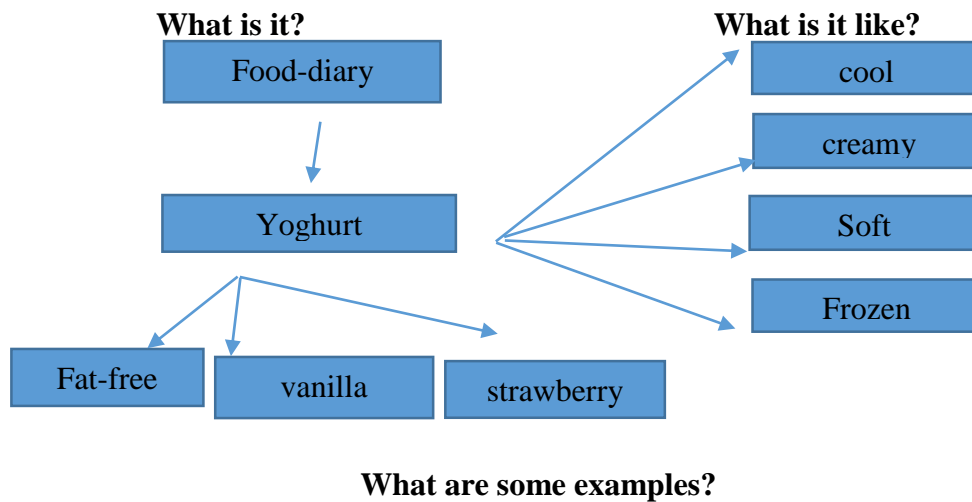 What is it?
What is it like?
Food-diary
cool
creamy
Yoghurt
Soft
Frozen
Fat-free
vanilla
strawberry
What are some examples?